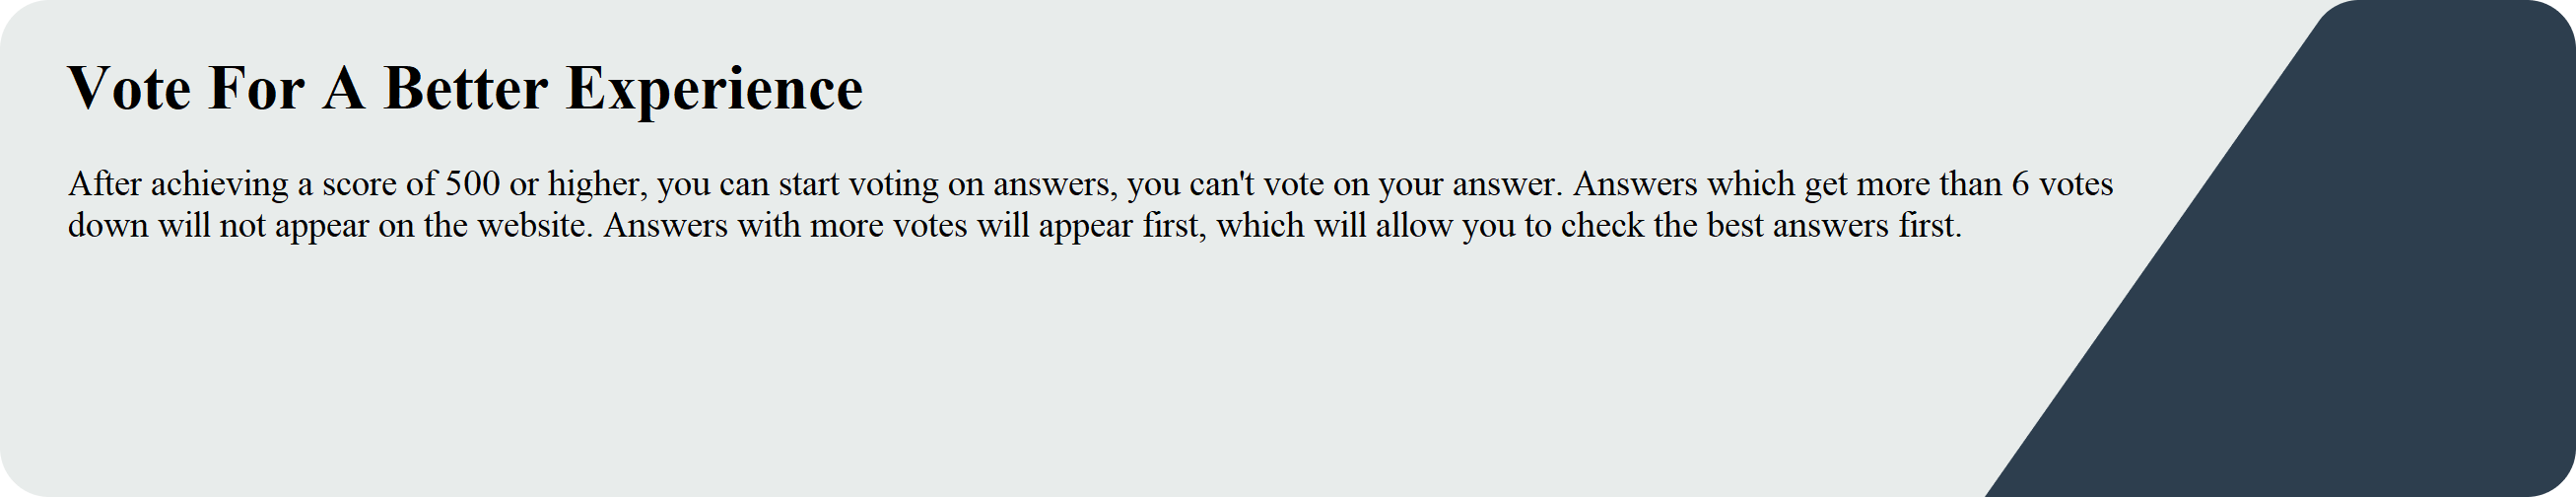 Vote For A Better Experience
After achieving a score of 500 or higher, you can start voting on answers, you can't vote on your answer. Answers which get more than 6 votes
down will not appear on the website. Answers with more votes will appear first, which will allow you to check the best answers first.